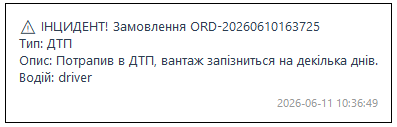 ⚠ ІНЦИДЕНТ! Замовлення ORD-20260610163725
Тип: ДТП
Опис: Потрапив в ДТП, вантаж запізниться на декілька днів.
Водій: driver
2026-06-11 10:36:49